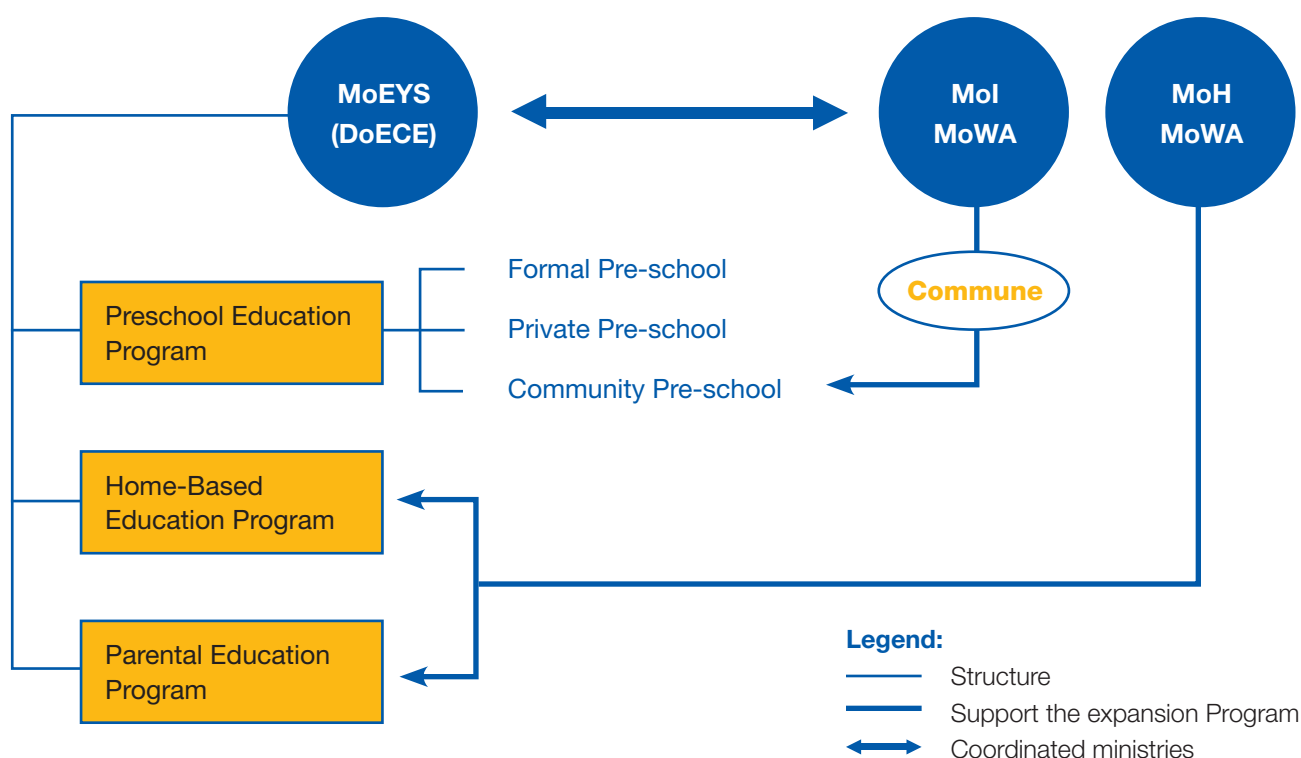 MoEYS
(DoECE)
MoI
MoWA
MoH
MoWA
Preschool Education
Program
Formal Pre-school
Private Pre-school
Community Pre-school
Commune
Home-Based
Education Program
Parental Education
Program
Legend:
Structure
Support the expansion Program
Coordinated ministries